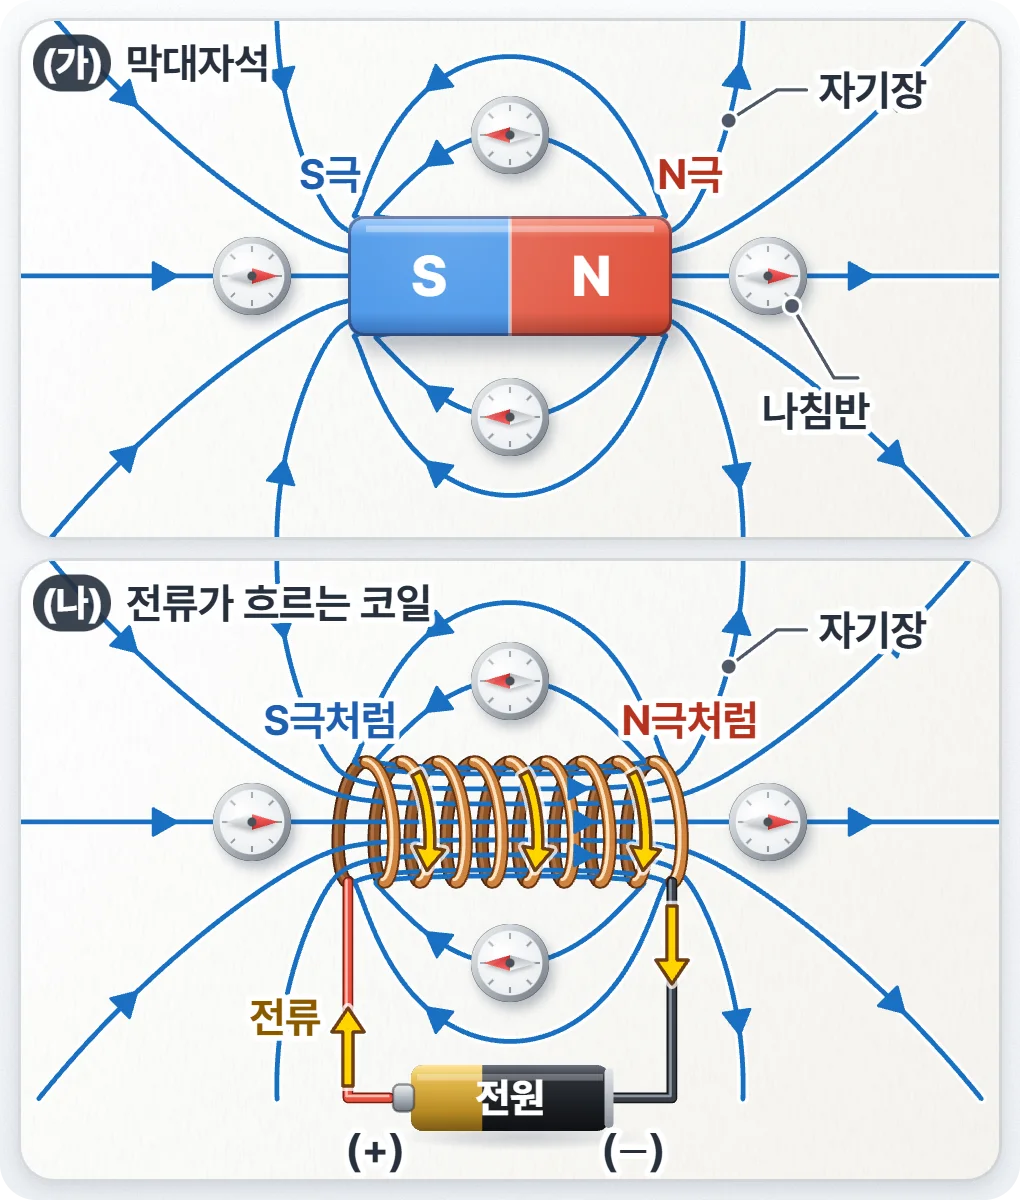 (가) 막대자석
자기장
S극
N극
S
N
나침반
(나) 전류가 흐르는 코일
자기장
S극처럼
N극처럼
전류
전원
(+)
(−)